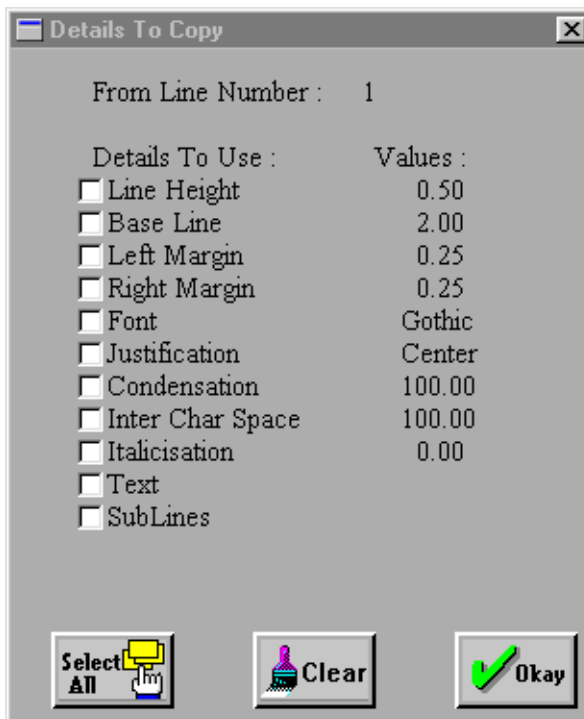 Details To Copy
From Line Number : 1
Details To Use : Values :
Line Height 0.50
Base Line 2.00
Left Margin 0.25
Right Margin 0.25
Font Gothic
Justification Center
Condensation 100.00
Inter Char Space 100.00
Italicisation 0.00
Text
SubLines
Select All
Clear
Okay